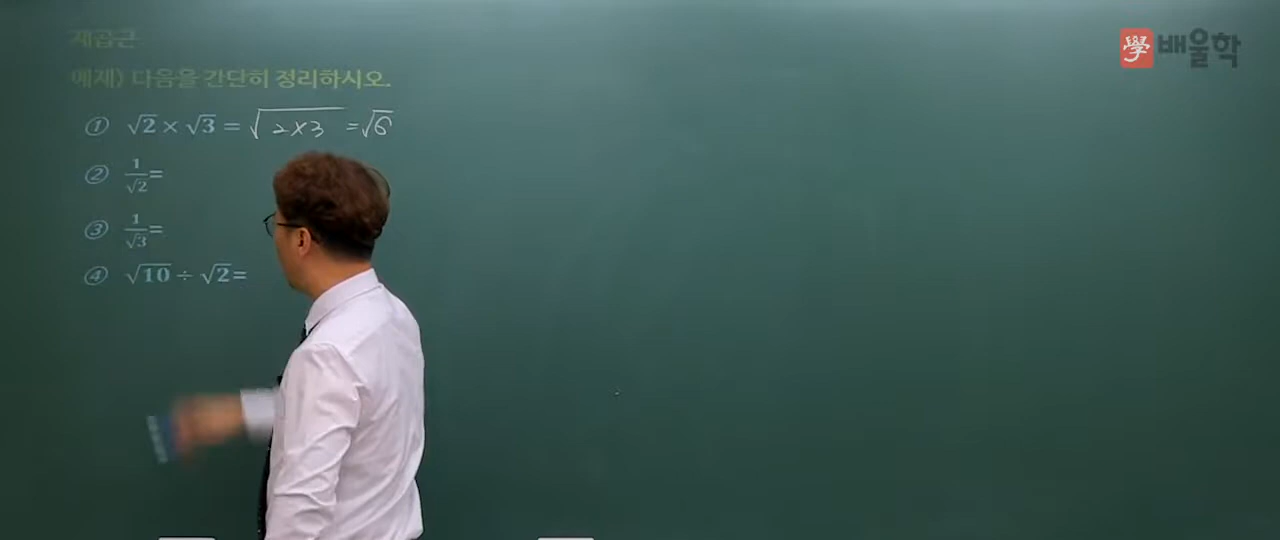 제곱근
예제) 다음을 간단히 정리하시오.
① √2 × √3 = √2×3 = √6
② 1/√2 =
③ 1/√3 =
④ √10 ÷ √2 =
學 배울학